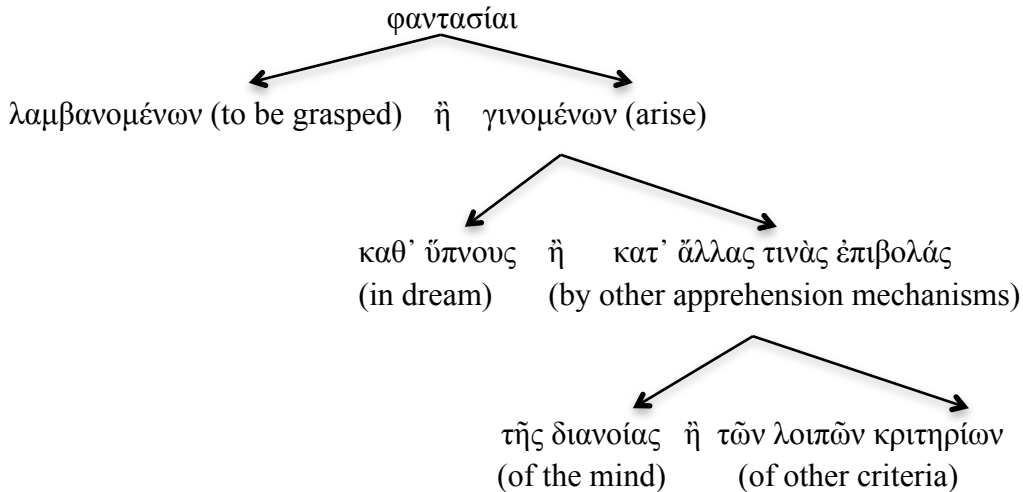 φαντασίαι
λαμβανομένων (to be grasped) ἢ γινομένων (arise)
καθ᾽ ὕπνους ἢ κατ᾽ ἄλλας τινὰς ἐπιβολάς
(in dream) (by other apprehension mechanisms)
τῆς διανοίας ἢ τῶν λοιπῶν κριτηρίων
(of the mind) (of other criteria)